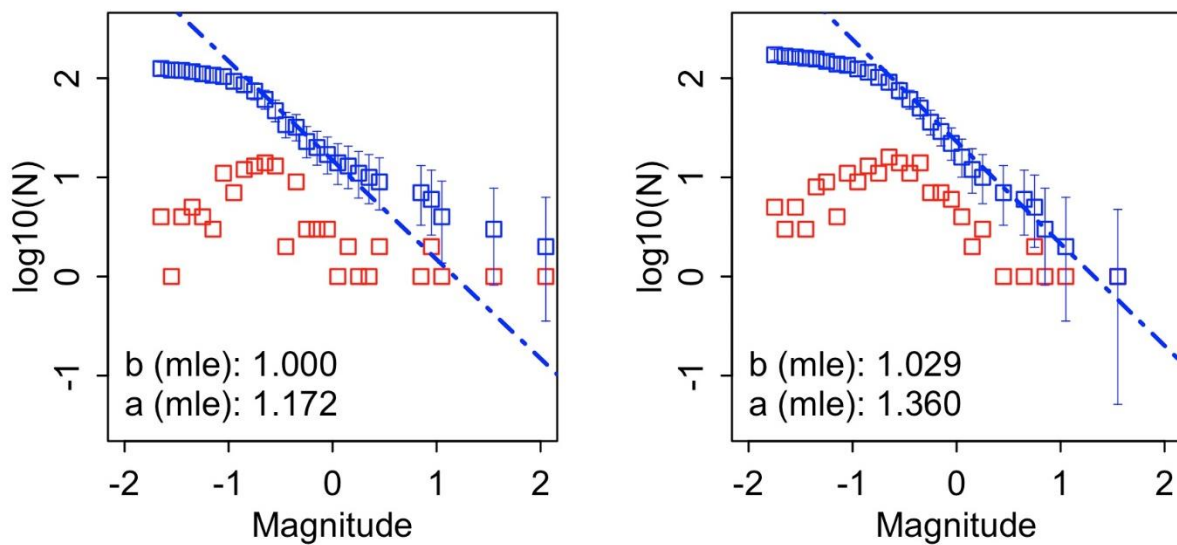 log10(N)
2
1
0
-1
b (mle): 1.000
a (mle): 1.172
-2 -1 0 1 2
Magnitude
log10(N)
2
1
0
-1
b (mle): 1.029
a (mle): 1.360
-2 -1 0 1 2
Magnitude